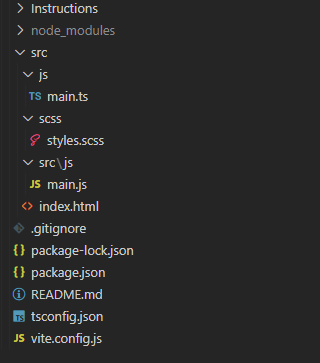 Instructions
node_modules
src
js
TS main.ts
scss
styles.scss
src\js
JS main.js
<> index.html
.gitignore
{} package-lock.json
{} package.json
README.md
TS tsconfig.json
vite.config.js